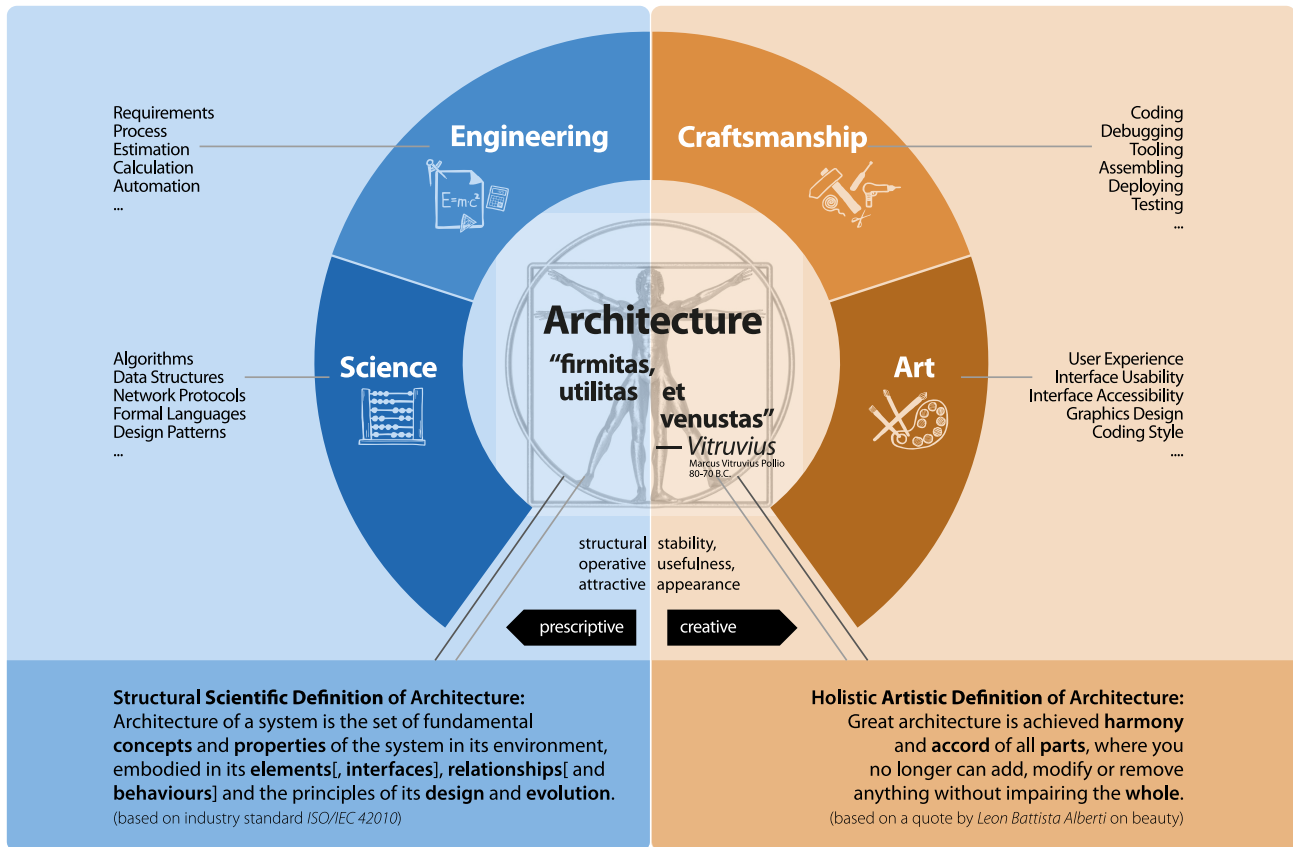 Engineering
Craftsmanship
Requirements
Process
Estimation
Calculation
Automation
...
E=mc²
Coding
Debugging
Tooling
Assembling
Deploying
Testing
...
Science
Art
Algorithms
Data Structures
Network Protocols
Formal Languages
Design Patterns
...
User Experience
Interface Usability
Interface Accessibility
Graphics Design
Coding Style
....
Architecture
“firmitas,
utilitas et
venustas”
— Vitruvius
Marcus Vitruvius Pollio
80-70 B.C.
structural stability,
operative usefulness,
attractive appearance
prescriptive
creative
Structural Scientific Definition of Architecture:
Architecture of a system is the set of fundamental
concepts and properties of the system in its environment,
embodied in its elements[, interfaces], relationships[ and
behaviours] and the principles of its design and evolution.
(based on industry standard ISO/IEC 42010)
Holistic Artistic Definition of Architecture:
Great architecture is achieved harmony
and accord of all parts, where you
no longer can add, modify or remove
anything without impairing the whole.
(based on a quote by Leon Battista Alberti on beauty)